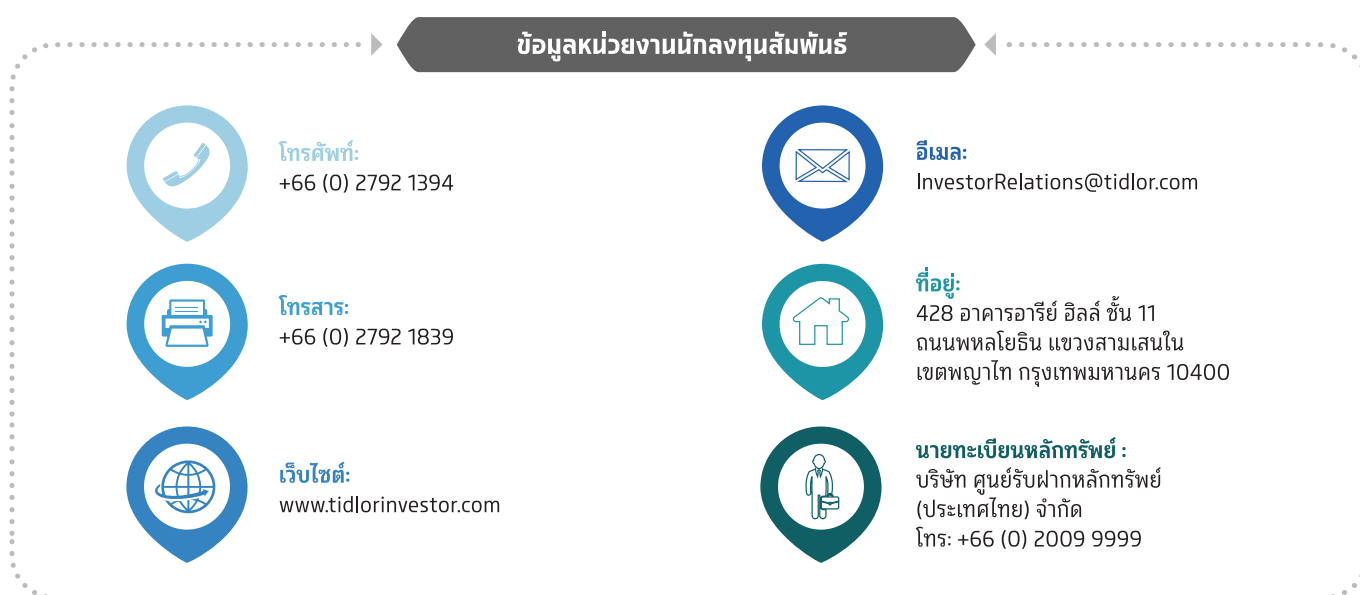 ข้อมูลหน่วยงานนักลงทุนสัมพันธ์
โทรศัพท์:
+66 (0) 2792 1394
โทรสาร:
+66 (0) 2792 1839
เว็บไซต์:
www.tidlorinvestor.com
อีเมล:
InvestorRelations@tidlor.com
ที่อยู่:
428 อาคารอารีย์ ฮิลล์ ชั้น 11
ถนนพหลโยธิน แขวงสามเสนใน
เขตพญาไท กรุงเทพมหานคร 10400
นายทะเบียนหลักทรัพย์ :
บริษัท ศูนย์รับฝากหลักทรัพย์
(ประเทศไทย) จำกัด
โทร: +66 (0) 2009 9999